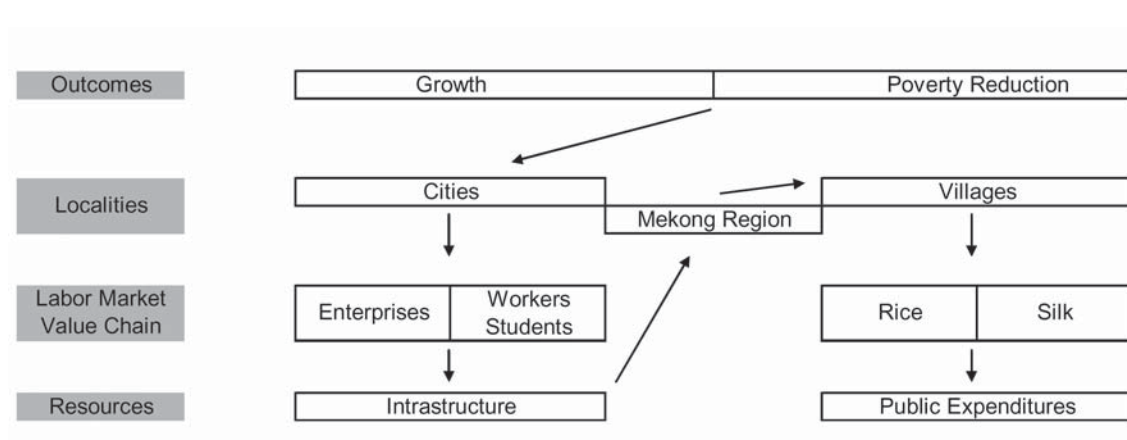 Outcomes
Growth
Poverty Reduction
Localities
Cities
Villages
Mekong Region
Labor Market
Value Chain
Enterprises
Workers
Students
Rice
Silk
Resources
Intrastructure
Public Expenditures